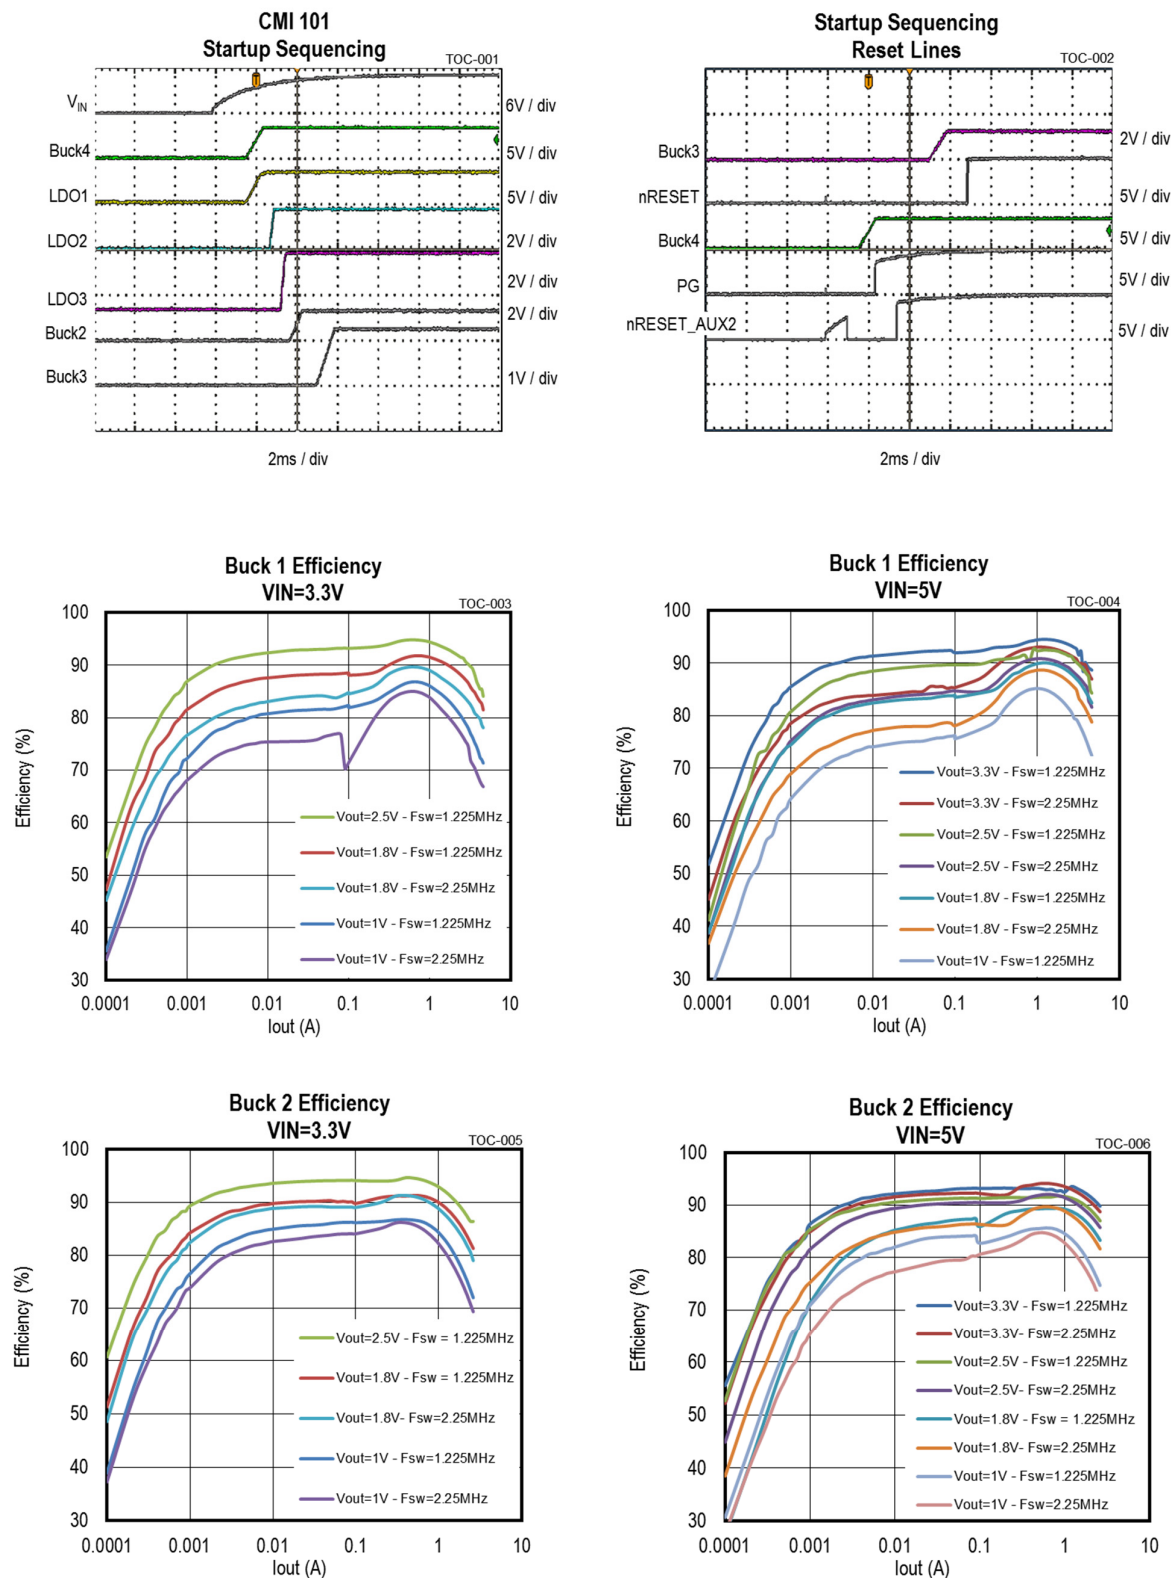 CMI 101
Startup Sequencing
TOC-001
VIN
6V / div
Buck4
5V / div
LDO1
5V / div
LDO2
2V / div
2V / div
LDO3
2V / div
Buck2
Buck3
1V / div
2ms / div
Startup Sequencing
Reset Lines
TOC-002
Buck3
2V / div
nRESET
5V / div
Buck4
5V / div
PG
5V / div
nRESET_AUX2
5V / div
2ms / div
Buck 1 Efficiency
VIN=3.3V
TOC-003
Efficiency (%)
100
90
80
70
60
50
40
30
Vout=2.5V - Fsw=1.225MHz
Vout=1.8V - Fsw=1.225MHz
Vout=1.8V - Fsw=2.25MHz
Vout=1V - Fsw=1.225MHz
Vout=1V - Fsw=2.25MHz
0.0001 0.001 0.01 0.1 1 10
Iout (A)
Buck 1 Efficiency
VIN=5V
TOC-004
Efficiency (%)
100
90
80
70
60
50
40
30
Vout=3.3V - Fsw=1.225MHz
Vout=3.3V - Fsw=2.25MHz
Vout=2.5V - Fsw=1.225MHz
Vout=2.5V - Fsw=2.25MHz
Vout=1.8V - Fsw=1.225MHz
Vout=1.8V - Fsw=2.25MHz
Vout=1V - Fsw=1.225MHz
0.0001 0.001 0.01 0.1 1 10
Iout (A)
Buck 2 Efficiency
VIN=3.3V
TOC-005
Efficiency (%)
100
90
80
70
60
50
40
30
Vout=2.5V - Fsw = 1.225MHz
Vout=1.8V - Fsw = 1.225MHz
Vout=1.8V- Fsw=2.25MHz
Vout=1V - Fsw=1.225MHz
Vout=1V - Fsw=2.25MHz
0.0001 0.001 0.01 0.1 1 10
Iout (A)
Buck 2 Efficiency
VIN=5V
TOC-006
Efficiency (%)
100
90
80
70
60
50
40
30
Vout=3.3V - Fsw=1.225MHz
Vout=3.3V- Fsw=2.25MHz
Vout=2.5V - Fsw=1.225MHz
Vout=2.5V- Fsw=2.25MHz
Vout=1.8V - Fsw = 1.225MHz
Vout=1.8V- Fsw=2.25MHz
Vout=1V - Fsw=1.225MHz
Vout=1V - Fsw=2.25MHz
0.0001 0.001 0.01 0.1 1 10
Iout (A)